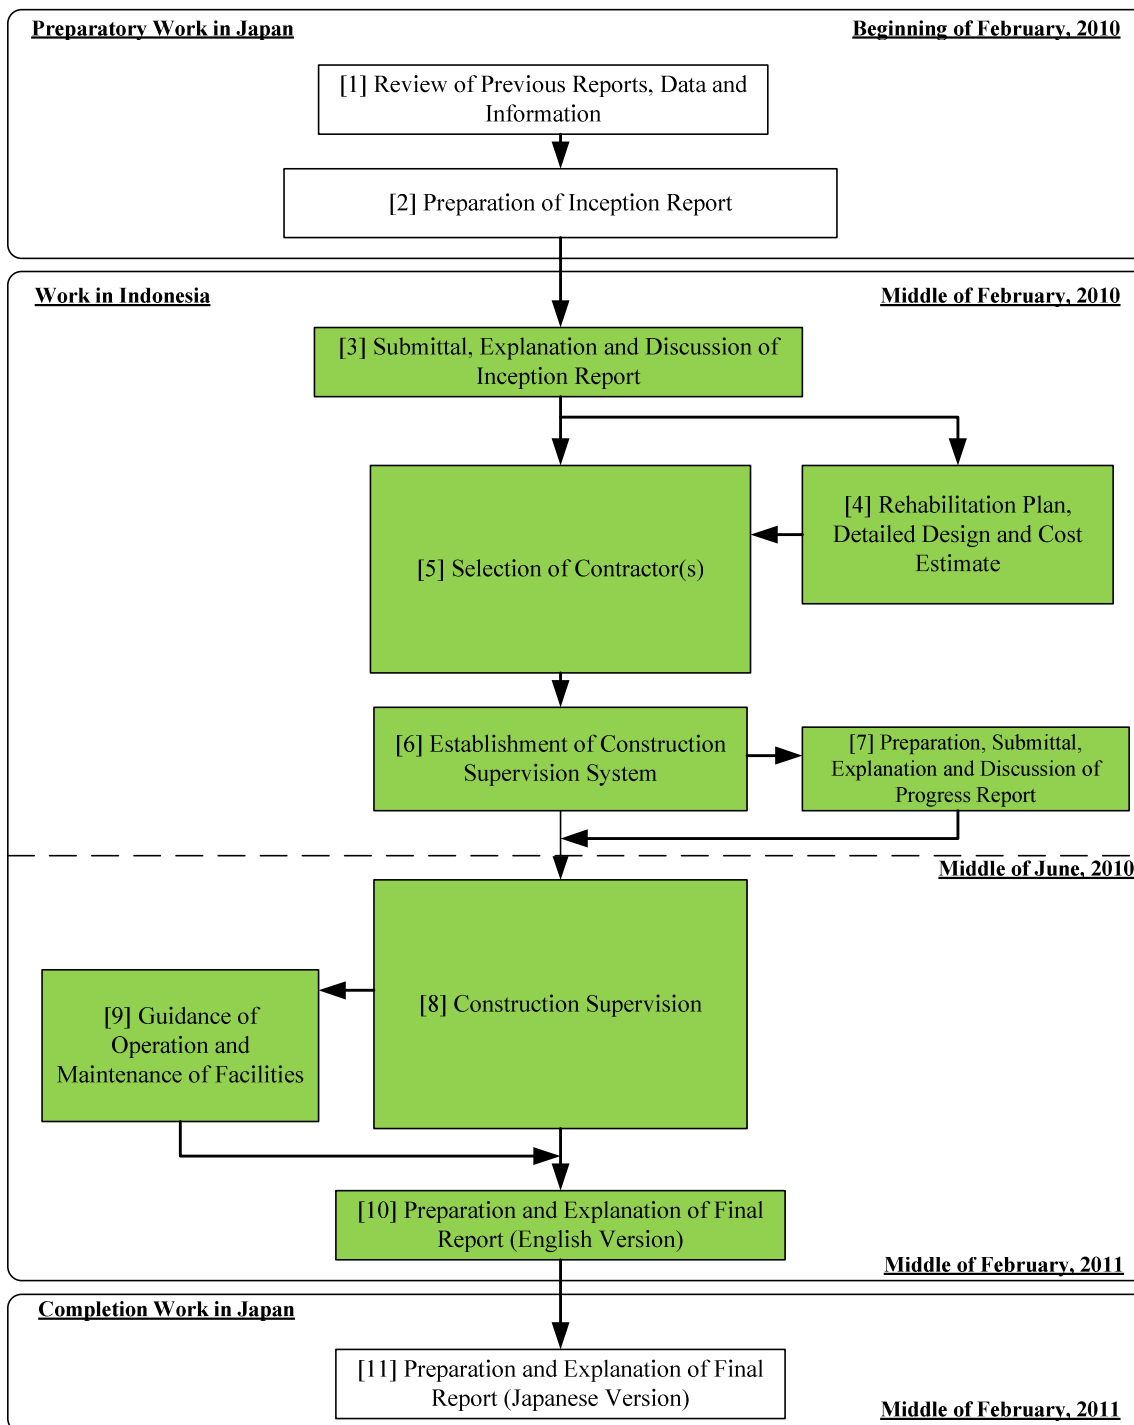 Preparatory Work in Japan
Beginning of February, 2010
[1] Review of Previous Reports, Data and
Information
[2] Preparation of Inception Report
Work in Indonesia
Middle of February, 2010
[3] Submittal, Explanation and Discussion of
Inception Report
[4] Rehabilitation Plan,
Detailed Design and Cost
Estimate
[5] Selection of Contractor(s)
[6] Establishment of Construction
Supervision System
[7] Preparation, Submittal,
Explanation and Discussion of
Progress Report
Middle of June, 2010
[8] Construction Supervision
[9] Guidance of
Operation and
Maintenance of Facilities
[10] Preparation and Explanation of Final
Report (English Version)
Middle of February, 2011
Completion Work in Japan
[11] Preparation and Explanation of Final
Report (Japanese Version)
Middle of February, 2011